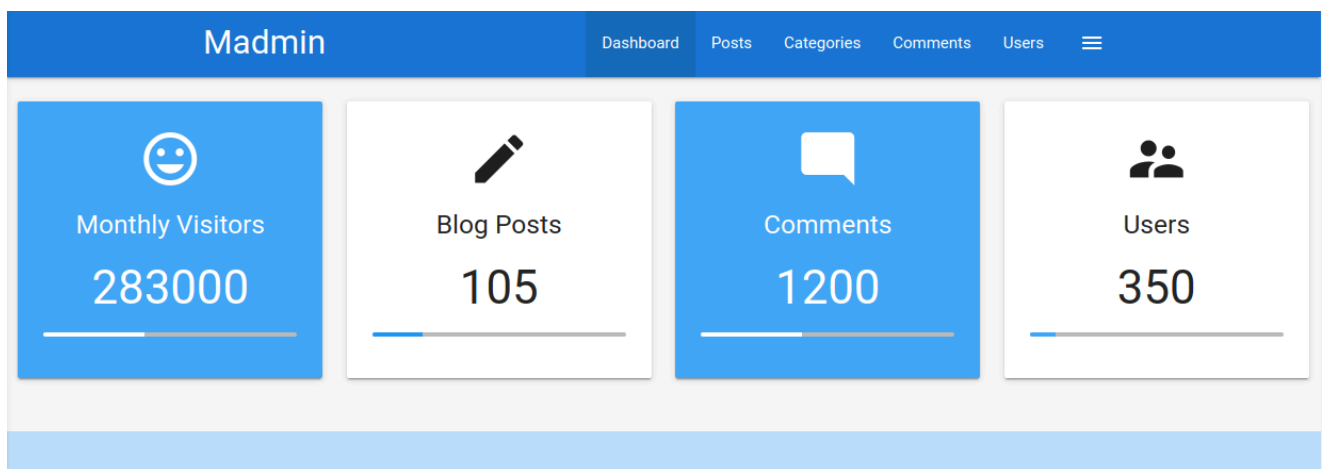 Madmin
Dashboard Posts Categories Comments Users
Monthly Visitors
283000
Blog Posts
105
Comments
1200
Users
350